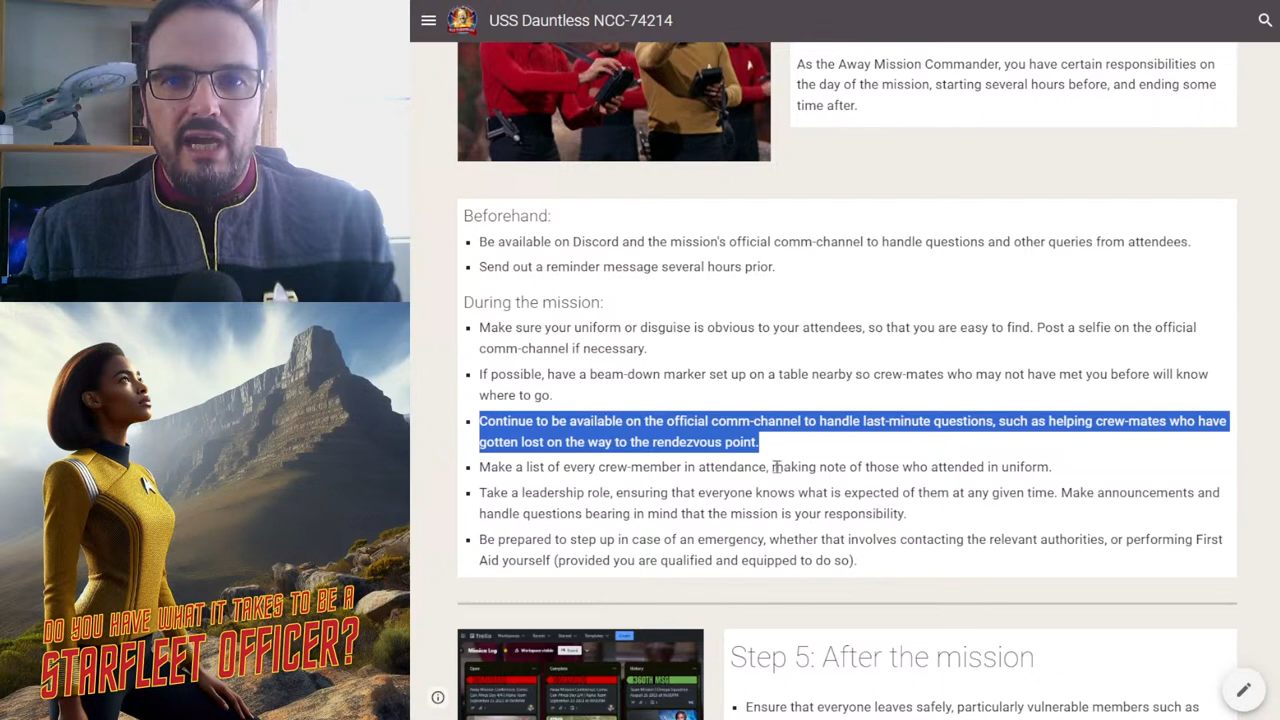 USS Dauntless NCC-74214
As the Away Mission Commander, you have certain responsibilities on
the day of the mission, starting several hours before, and ending some
time after.
Beforehand:
Be available on Discord and the mission's official comm-channel to handle questions and other queries from attendees.
Send out a reminder message several hours prior.
During the mission:
Make sure your uniform or disguise is obvious to your attendees, so that you are easy to find. Post a selfie on the official
comm-channel if necessary.
If possible, have a beam-down marker set up on a table nearby so crew-mates who may not have met you before will know
where to go.
Continue to be available on the official comm-channel to handle last-minute questions, such as helping crew-mates who have
gotten lost on the way to the rendezvous point.
Make a list of every crew-member in attendance, making note of those who attended in uniform.
Take a leadership role, ensuring that everyone knows what is expected of them at any given time. Make announcements and
handle questions bearing in mind that the mission is your responsibility.
Be prepared to step up in case of an emergency, whether that involves contacting the relevant authorities, or performing First
Aid yourself (provided you are qualified and equipped to do so).
DO YOU HAVE WHAT IT TAKES TO BE A
STARFLEET OFFICER?
Trello
Mission Log
Step 5: After the mission
Ensure that everyone leaves safely, particularly vulnerable members such as